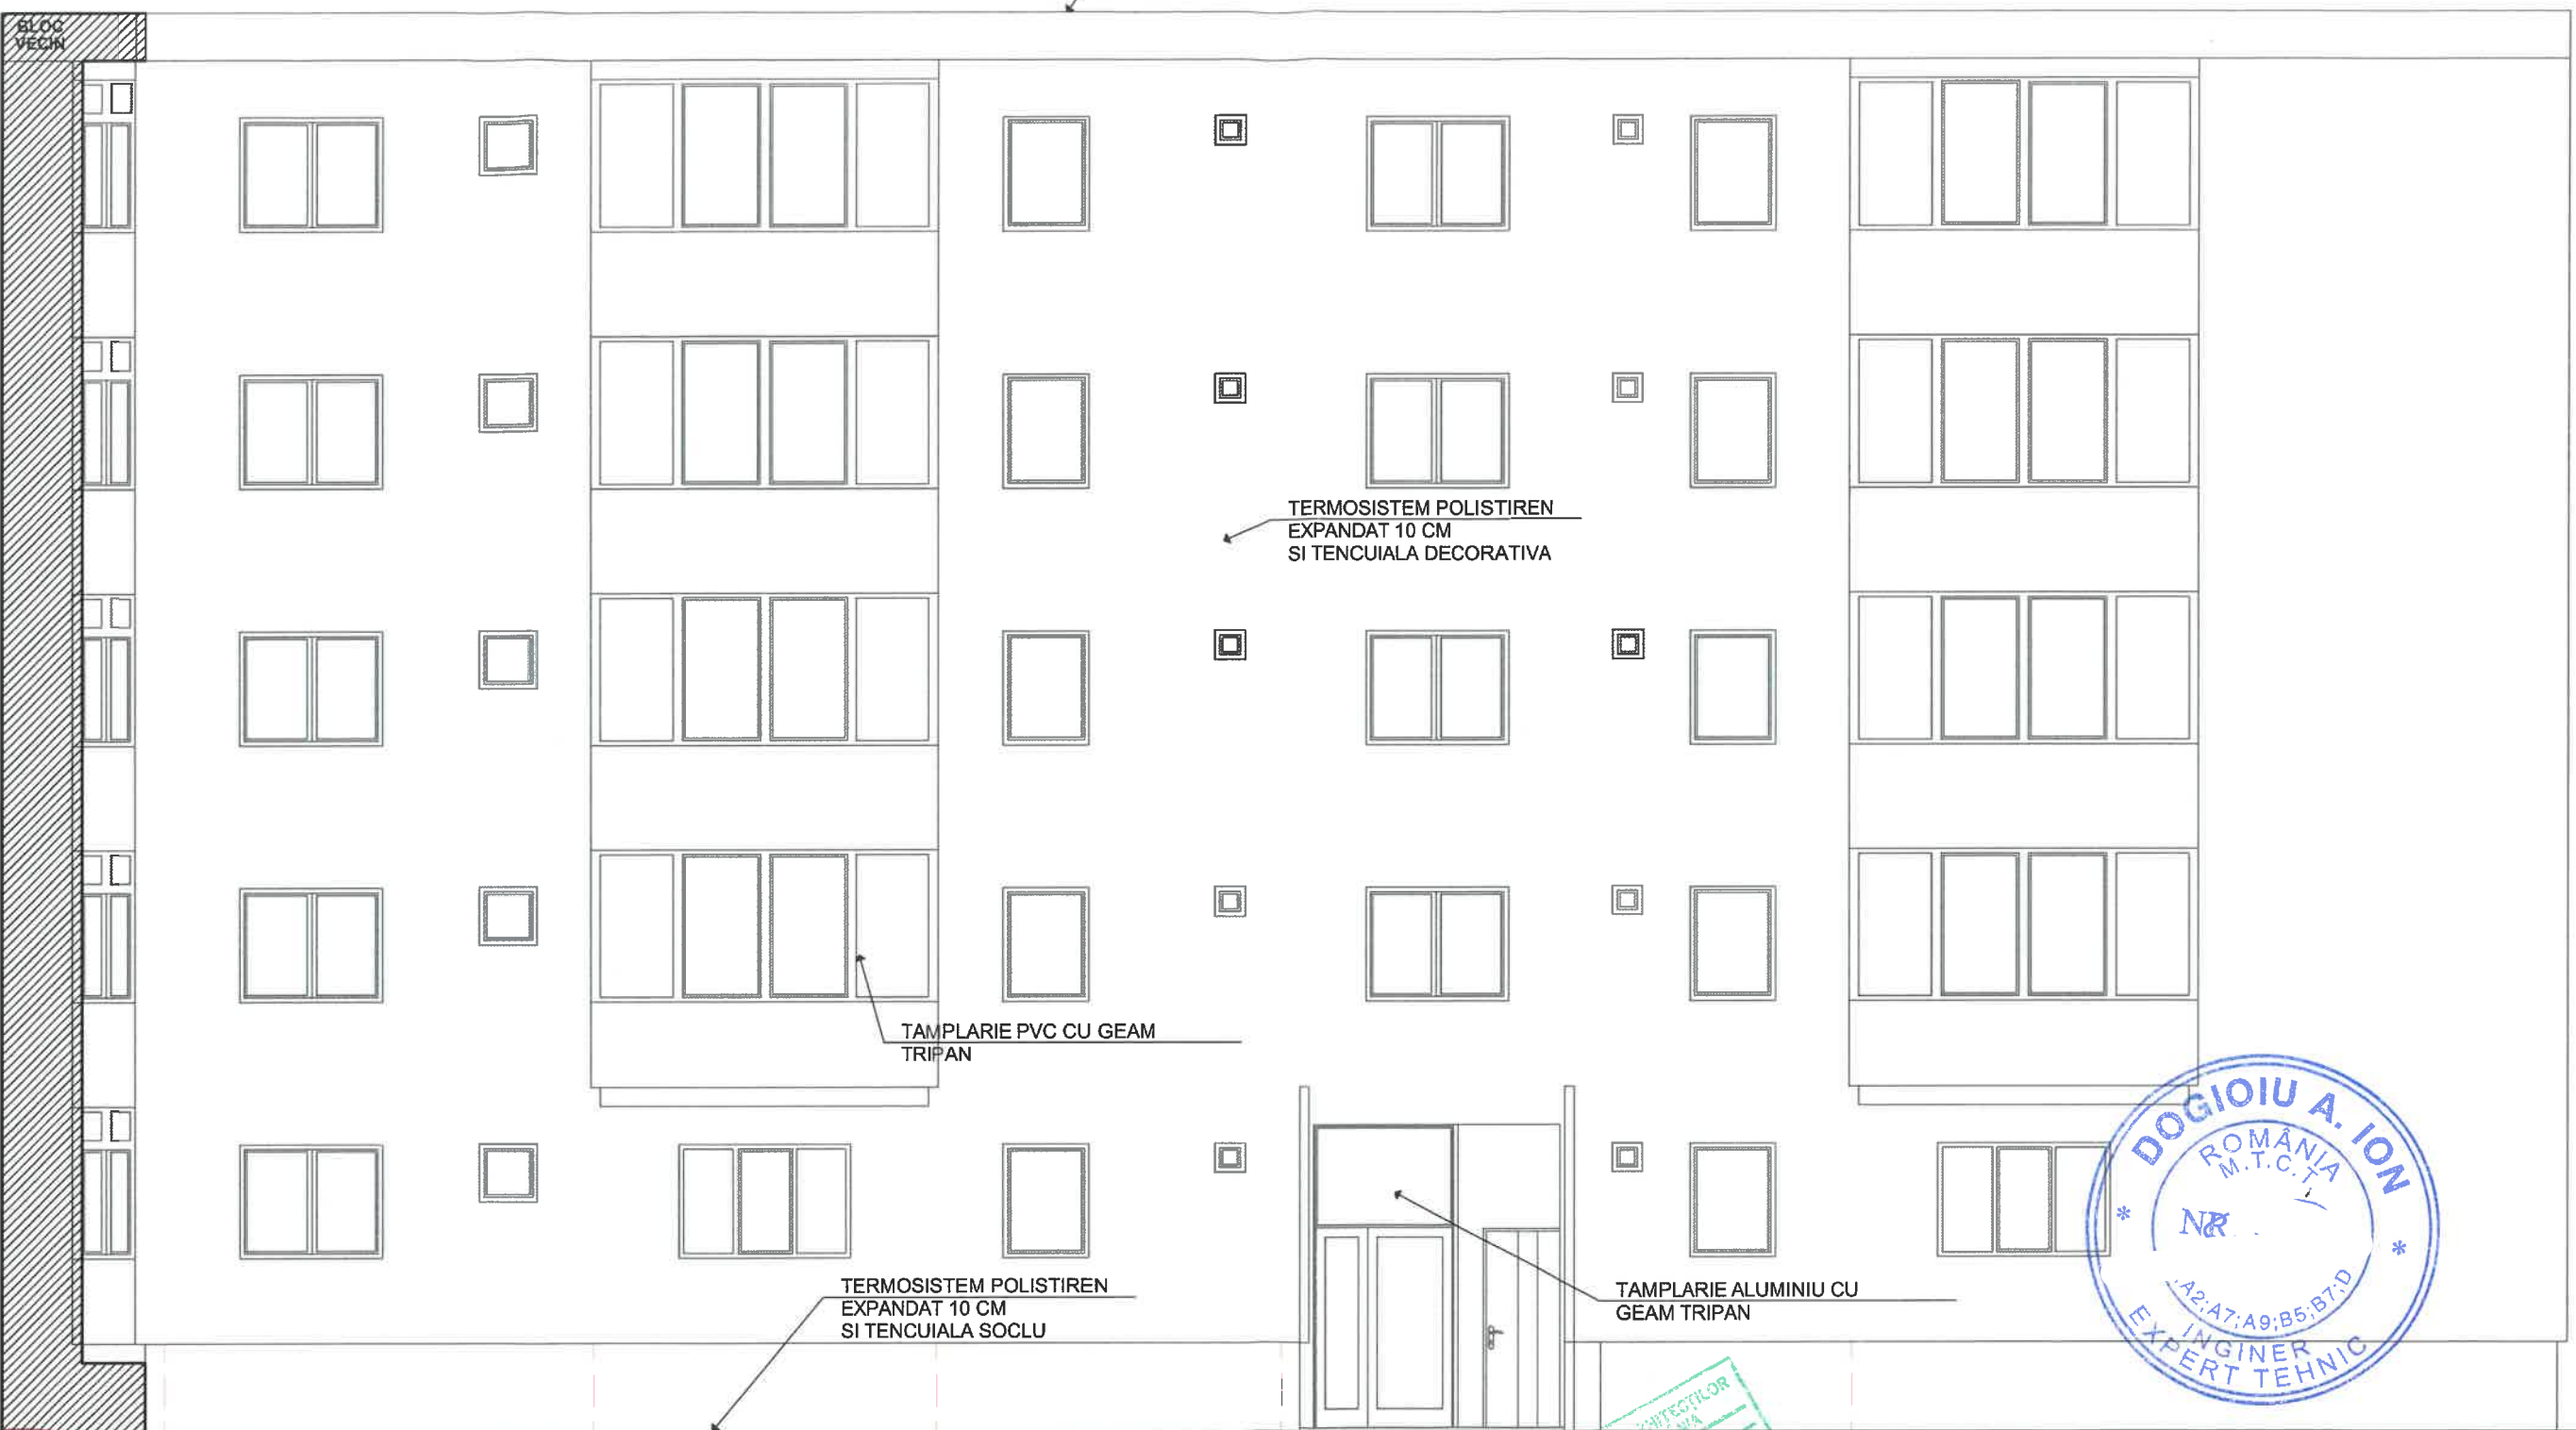 BLOC
VECIN
TERMOSISTEM POLISTIREN
EXPANDAT 10 CM
SI TENCUIALA DECORATIVA
TAMPLARIE PVC CU GEAM
TRIPAN
TERMOSISTEM POLISTIREN
EXPANDAT 10 CM
SI TENCUIALA SOCLU
TAMPLARIE ALUMINIU CU
GEAM TRIPAN
* DOGIOIU A. ION *
ROMÂNIA
M.T.C.T.
A2;A7;A9;B5;B7;D
INGINER
EXPERT TEHNIC